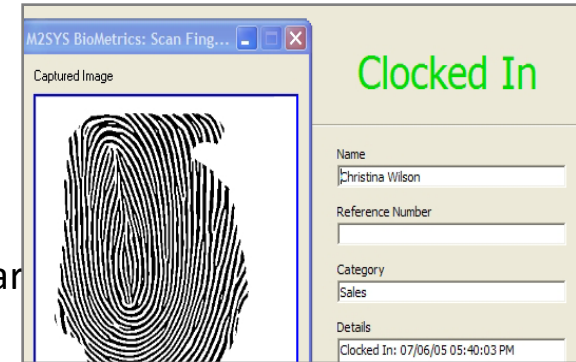 M2SYS BioMetrics: Scan Fing...
Captured Image
Clocked In
Name
Christina Wilson
Reference Number
Category
Sales
Details
Clocked In: 07/06/05 05:40:03 PM
ar